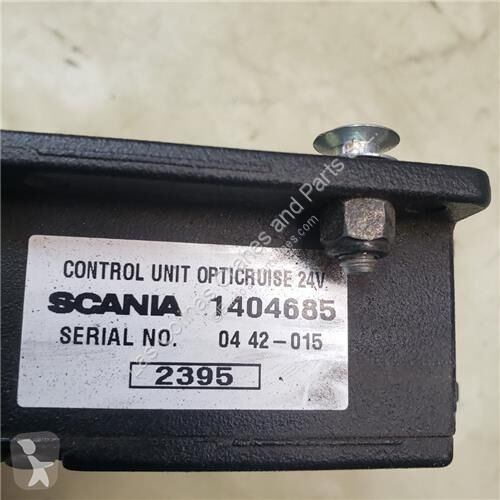 CONTROL UNIT OPTICRUISE 24V.
SCANIA 1404685
SERIAL NO. 04 42-015
2395